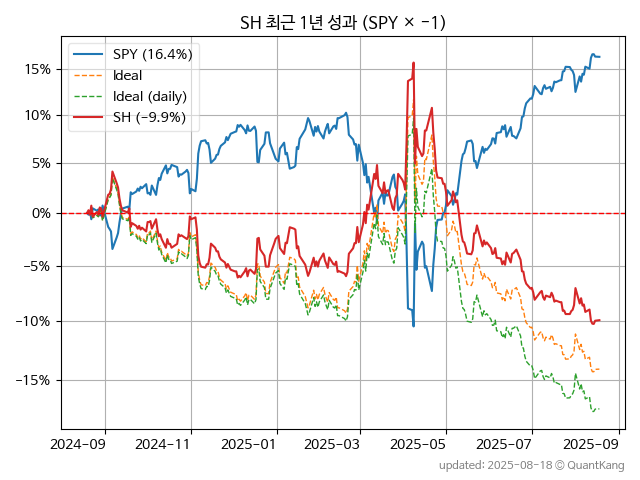 SH 최근 1년 성과 (SPY × −1)
SPY (16.4%)
Ideal
Ideal (daily)
SH (−9.9%)
15%
10%
5%
0%
−5%
−10%
−15%
2024-09
2024-11
2025-01
2025-03
2025-05
2025-07
2025-09
updated: 2025-08-18 © QuantKang